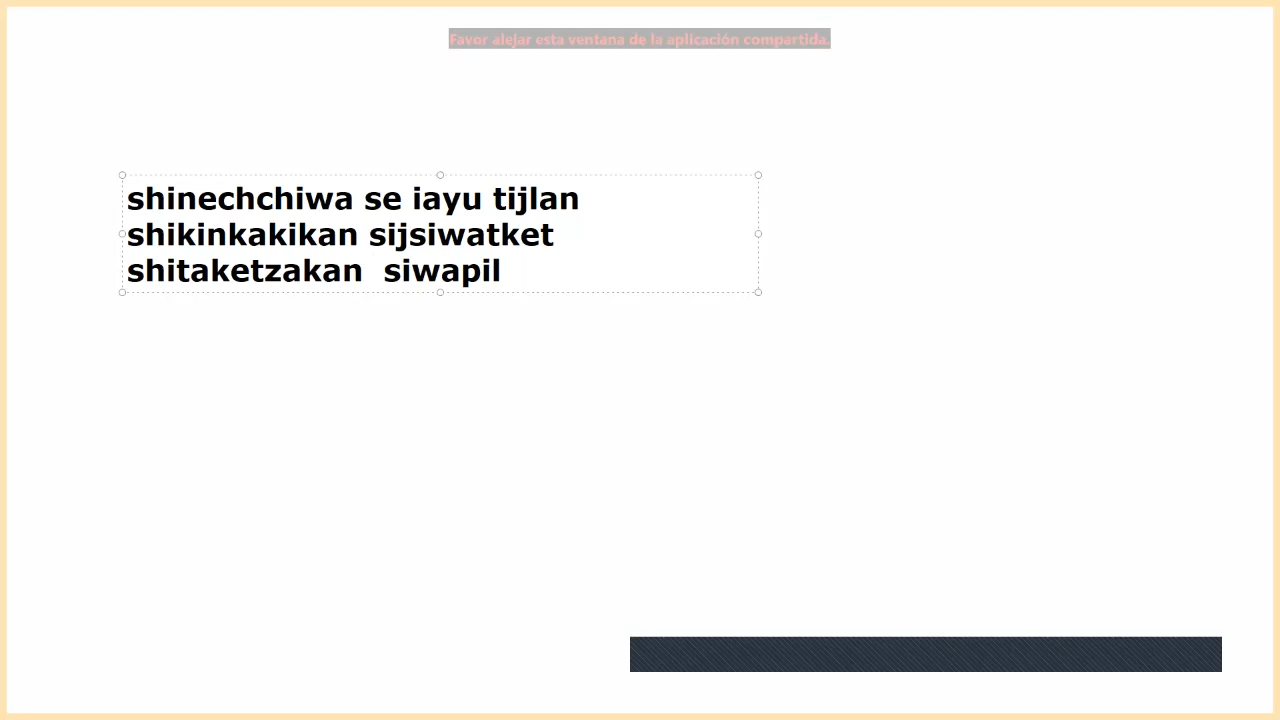 Favor alejar esta ventana de la aplicación compartida.
shinechchiwa se iayu tijlan
shikinkakikan sijsiwatket
shitaketzakan  siwapil